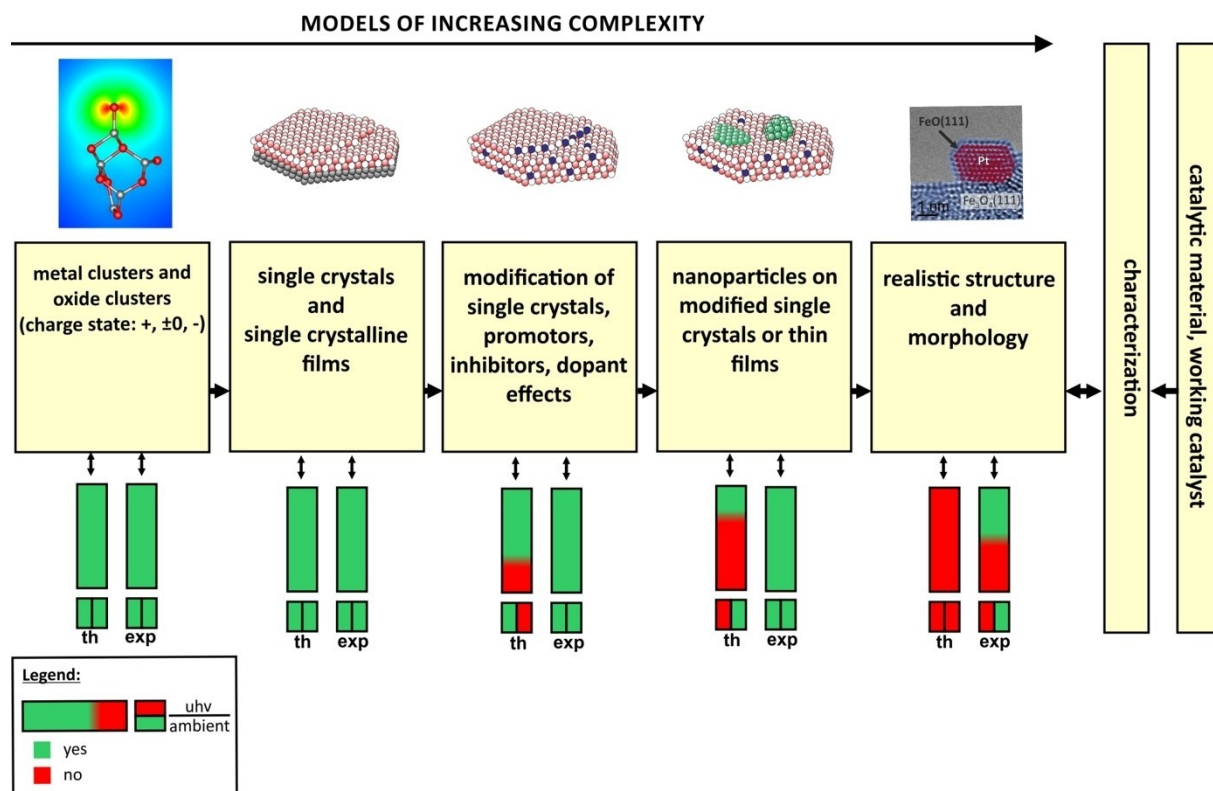 MODELS OF INCREASING COMPLEXITY
FeO(111)
Pt
Fe₃O₄(111)
1 nm
metal clusters and
oxide clusters
(charge state: +, ±0, -)
single crystals
and
single crystalline
films
modification of
single crystals,
promotors,
inhibitors, dopant
effects
nanoparticles on
modified single
crystals or thin
films
realistic structure
and
morphology
characterization
catalytic material, working catalyst
th exp
th exp
th exp
th exp
th exp
Legend:
uhv
ambient
yes
no